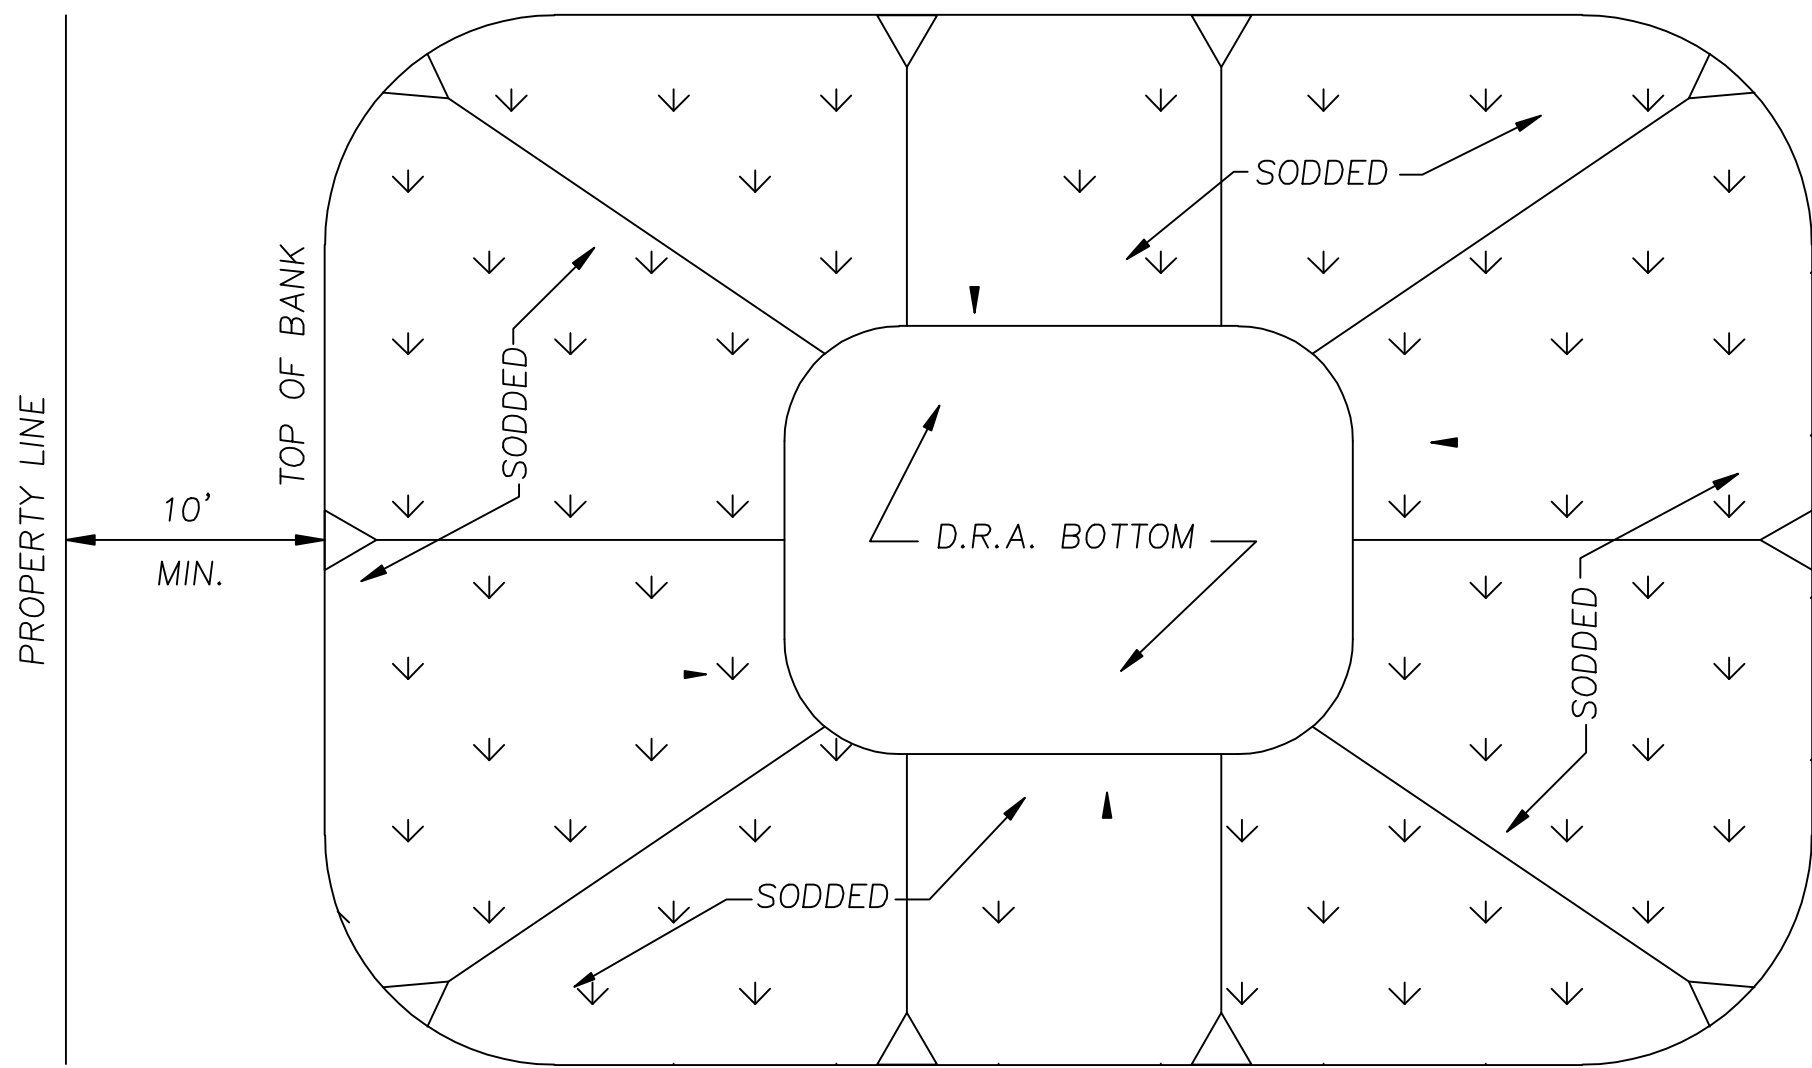 PROPERTY LINE
10'
MIN.
TOP OF BANK
SODDED
SODDED
D.R.A. BOTTOM
SODDED
SODDED